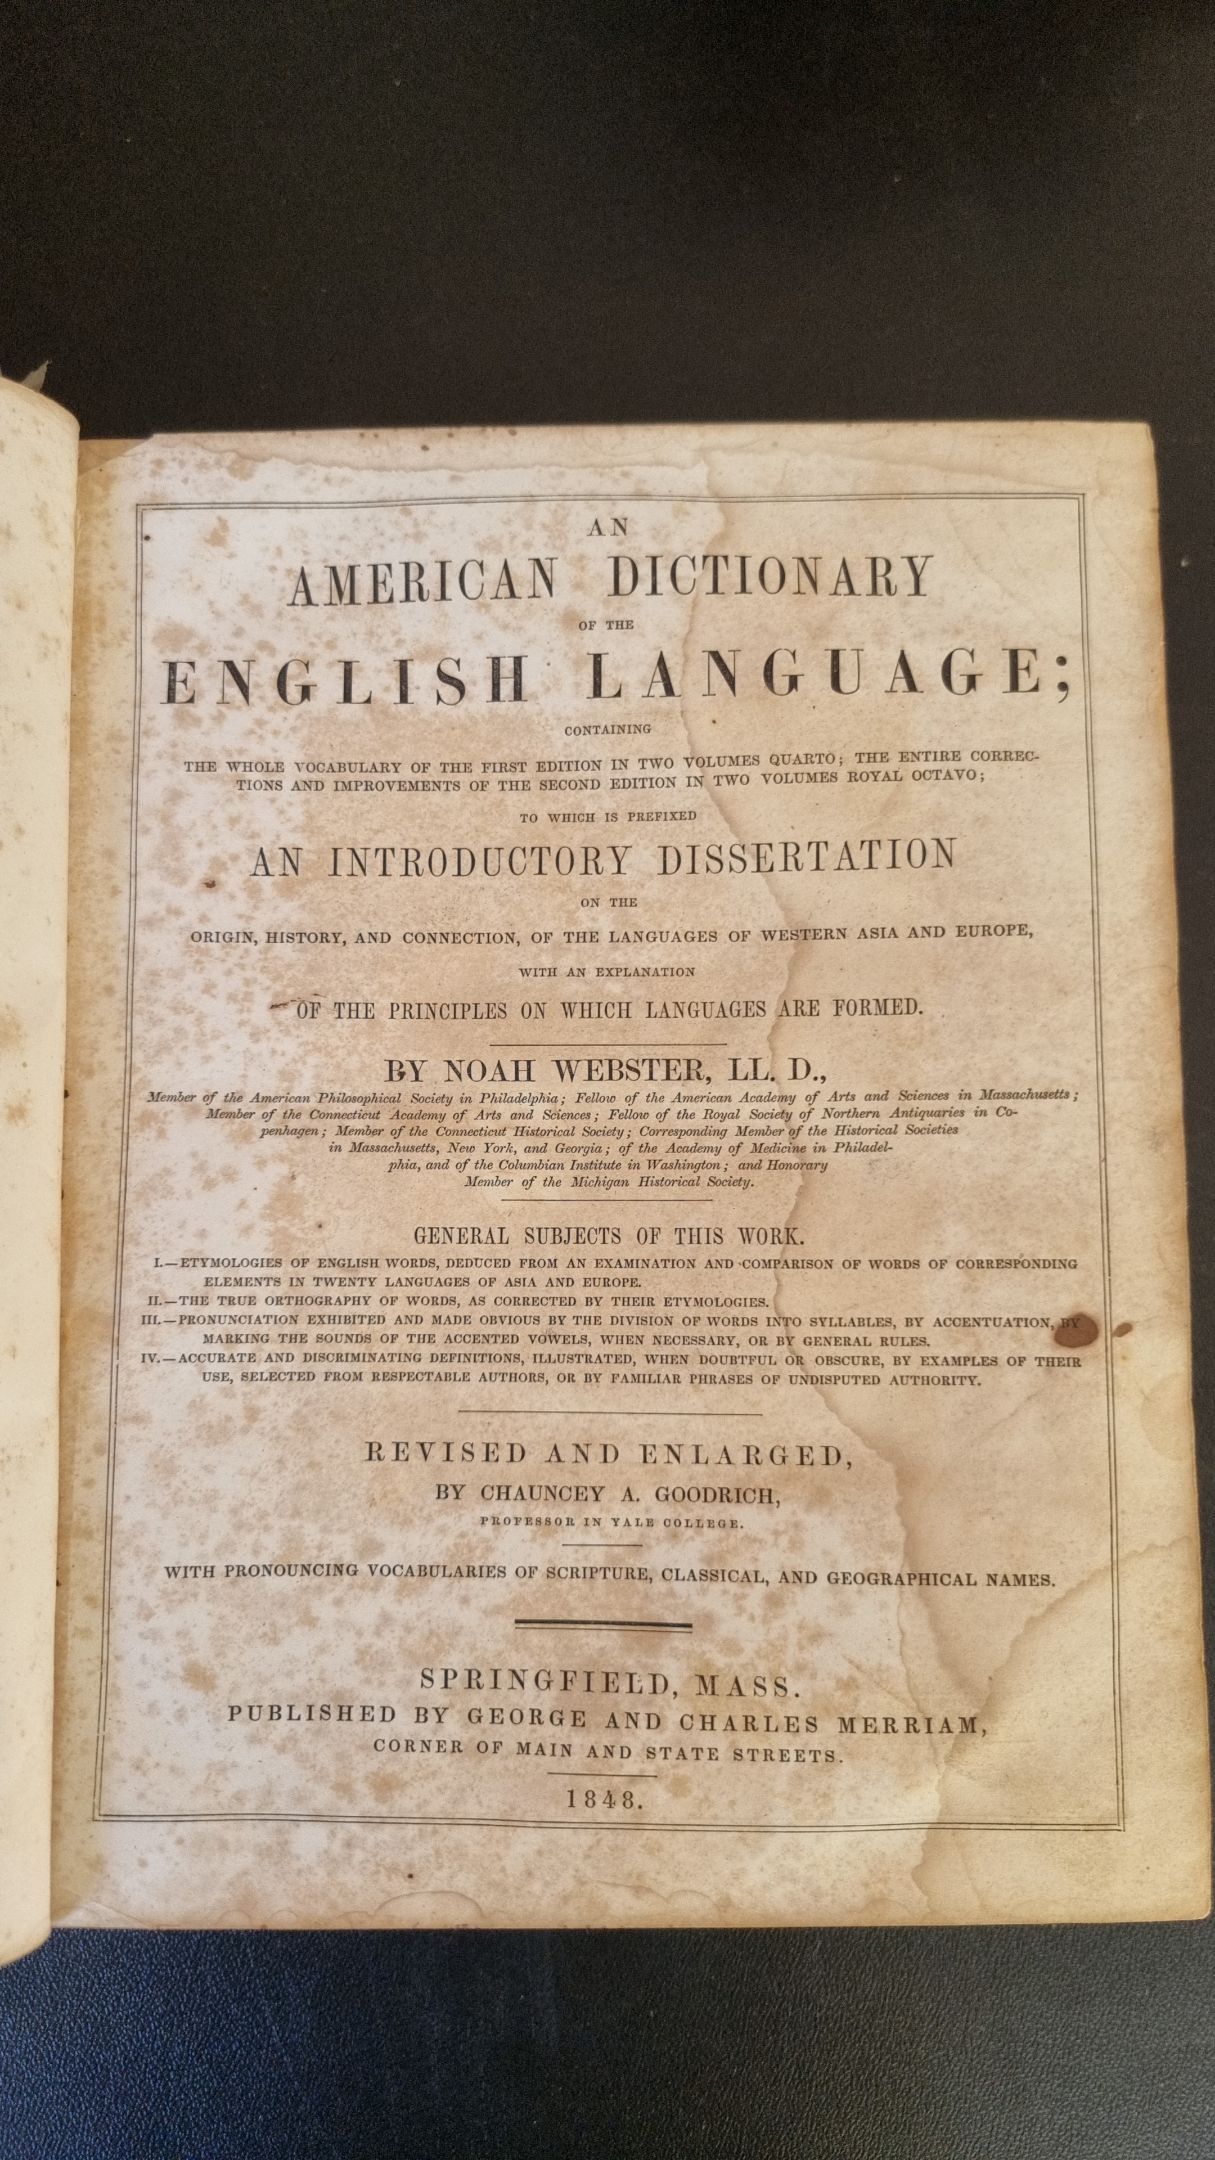 AN
AMERICAN DICTIONARY
OF THE
ENGLISH LANGUAGE;
CONTAINING
THE WHOLE VOCABULARY OF THE FIRST EDITION IN TWO VOLUMES QUARTO; THE ENTIRE CORREC-
TIONS AND IMPROVEMENTS OF THE SECOND EDITION IN TWO VOLUMES ROYAL OCTAVO;
TO WHICH IS PREFIXED
AN INTRODUCTORY DISSERTATION
ON THE
ORIGIN, HISTORY, AND CONNECTION, OF THE LANGUAGES OF WESTERN ASIA AND EUROPE,
WITH AN EXPLANATION
OF THE PRINCIPLES ON WHICH LANGUAGES ARE FORMED.
BY NOAH WEBSTER, LL. D.,
Member of the American Philosophical Society in Philadelphia; Fellow of the American Academy of Arts and Sciences in Massachusetts;
Member of the Connecticut Academy of Arts and Sciences; Fellow of the Royal Society of Northern Antiquaries in Co-
penhagen; Member of the Connecticut Historical Society; Corresponding Member of the Historical Societies
in Massachusetts, New York, and Georgia; of the Academy of Medicine in Philadel-
phia, and of the Columbian Institute in Washington; and Honorary
Member of the Michigan Historical Society.
GENERAL SUBJECTS OF THIS WORK.
I.—ETYMOLOGIES OF ENGLISH WORDS, DEDUCED FROM AN EXAMINATION AND COMPARISON OF WORDS OF CORRESPONDING
ELEMENTS IN TWENTY LANGUAGES OF ASIA AND EUROPE.
II.—THE TRUE ORTHOGRAPHY OF WORDS, AS CORRECTED BY THEIR ETYMOLOGIES.
III.—PRONUNCIATION EXHIBITED AND MADE OBVIOUS BY THE DIVISION OF WORDS INTO SYLLABLES, BY ACCENTUATION, BY
MARKING THE SOUNDS OF THE ACCENTED VOWELS, WHEN NECESSARY, OR BY GENERAL RULES.
IV.—ACCURATE AND DISCRIMINATING DEFINITIONS, ILLUSTRATED, WHEN DOUBTFUL OR OBSCURE, BY EXAMPLES OF THEIR
USE, SELECTED FROM RESPECTABLE AUTHORS, OR BY FAMILIAR PHRASES OF UNDISPUTED AUTHORITY.
REVISED AND ENLARGED,
BY CHAUNCEY A. GOODRICH,
PROFESSOR IN YALE COLLEGE.
WITH PRONOUNCING VOCABULARIES OF SCRIPTURE, CLASSICAL, AND GEOGRAPHICAL NAMES.
SPRINGFIELD, MASS.
PUBLISHED BY GEORGE AND CHARLES MERRIAM,
CORNER OF MAIN AND STATE STREETS.
1848.